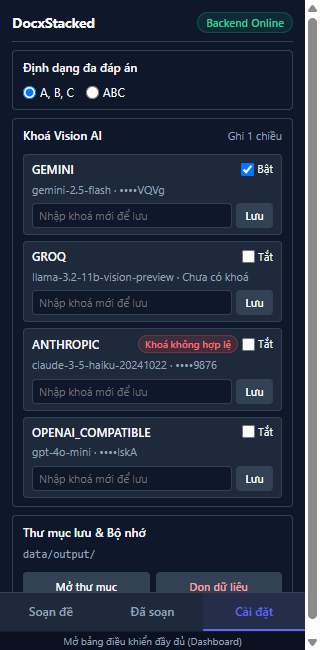 DocxStacked Backend Online
Định dạng đa đáp án
A, B, C ABC
Khoá Vision AI Ghi 1 chiều
GEMINI Bật
gemini-2.5-flash · ••••VQVg
Nhập khoá mới để lưu Lưu
GROQ Tắt
llama-3.2-11b-vision-preview · Chưa có khoá
Nhập khoá mới để lưu Lưu
ANTHROPIC Khoá không hợp lệ Tắt
claude-3-5-haiku-20241022 · ••••9876
Nhập khoá mới để lưu Lưu
OPENAI_COMPATIBLE Tắt
gpt-4o-mini · ••••IskA
Nhập khoá mới để lưu Lưu
Thư mục lưu & Bộ nhớ
data/output/
Mở thư mục Dọn dữ liệu
Soạn đề Đã soạn Cài đặt
Mở bảng điều khiển đầy đủ (Dashboard)